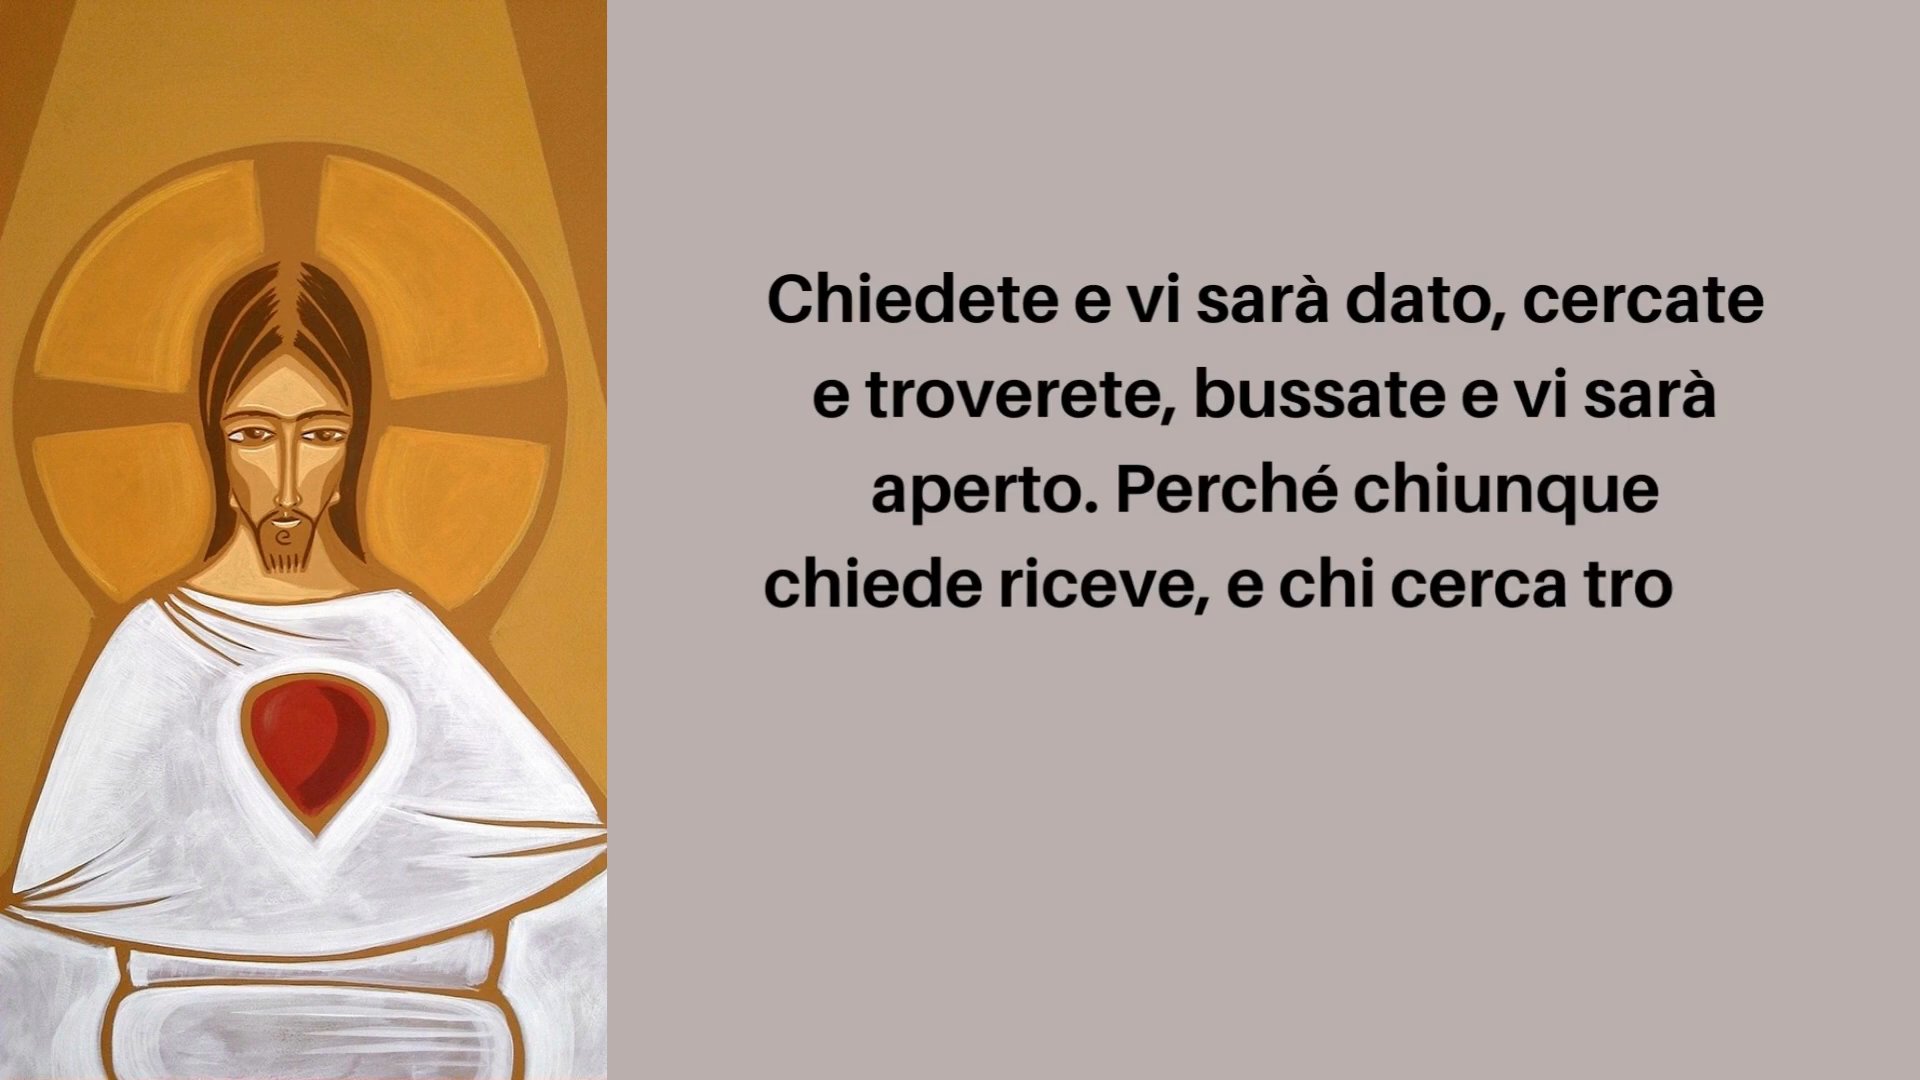 Chiedete e vi sarà dato, cercate
e troverete, bussate e vi sarà
aperto. Perché chiunque
chiede riceve, e chi cerca tro